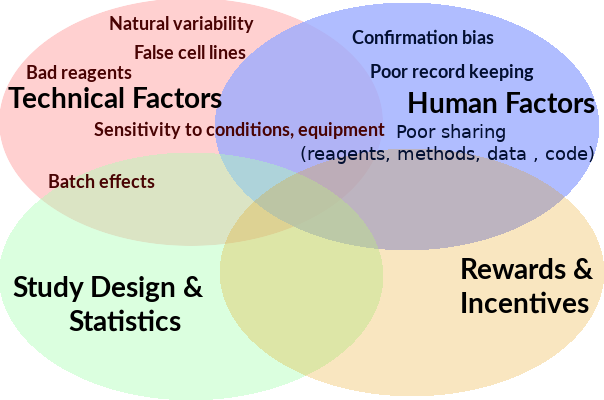 Natural variability
Confirmation bias
False cell lines
Bad reagents
Poor record keeping
Technical Factors
Human Factors
Sensitivity to conditions, equipment
Poor sharing
(reagents, methods, data , code)
Batch effects
Study Design &
Statistics
Rewards &
Incentives